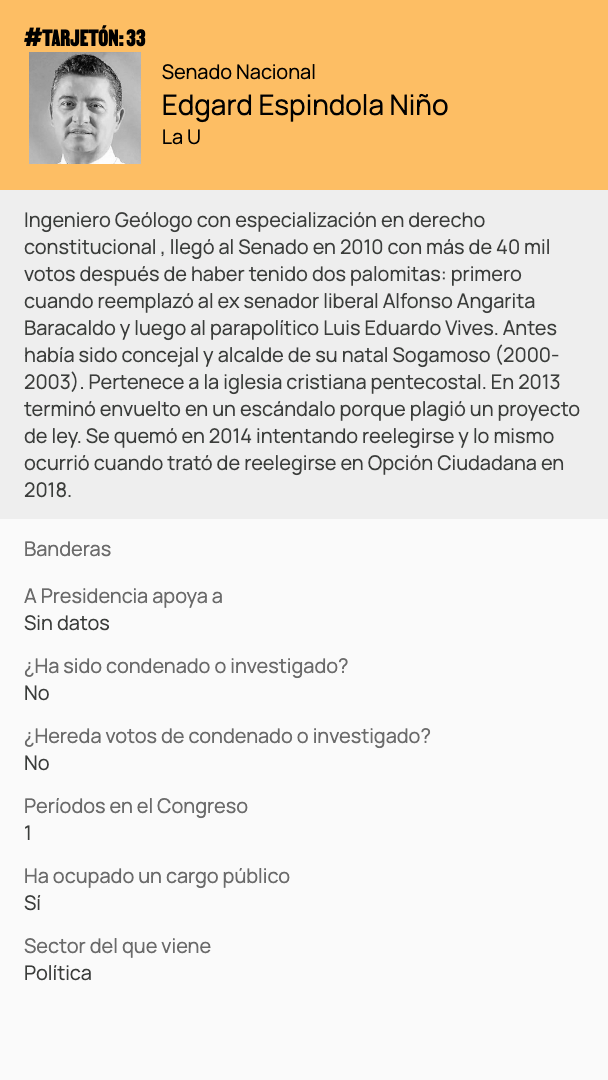 #TARJETÓN: 33
Senado Nacional
Edgard Espindola Niño
La U
Ingeniero Geólogo con especialización en derecho
constitucional , llegó al Senado en 2010 con más de 40 mil
votos después de haber tenido dos palomitas: primero
cuando reemplazó al ex senador liberal Alfonso Angarita
Baracaldo y luego al parapolítico Luis Eduardo Vives. Antes
había sido concejal y alcalde de su natal Sogamoso (2000-
2003). Pertenece a la iglesia cristiana pentecostal. En 2013
terminó envuelto en un escándalo porque plagió un proyecto
de ley. Se quemó en 2014 intentando reelegirse y lo mismo
ocurrió cuando trató de reelegirse en Opción Ciudadana en
2018.
Banderas
A Presidencia apoya a
Sin datos
¿Ha sido condenado o investigado?
No
¿Hereda votos de condenado o investigado?
No
Períodos en el Congreso
1
Ha ocupado un cargo público
Sí
Sector del que viene
Política